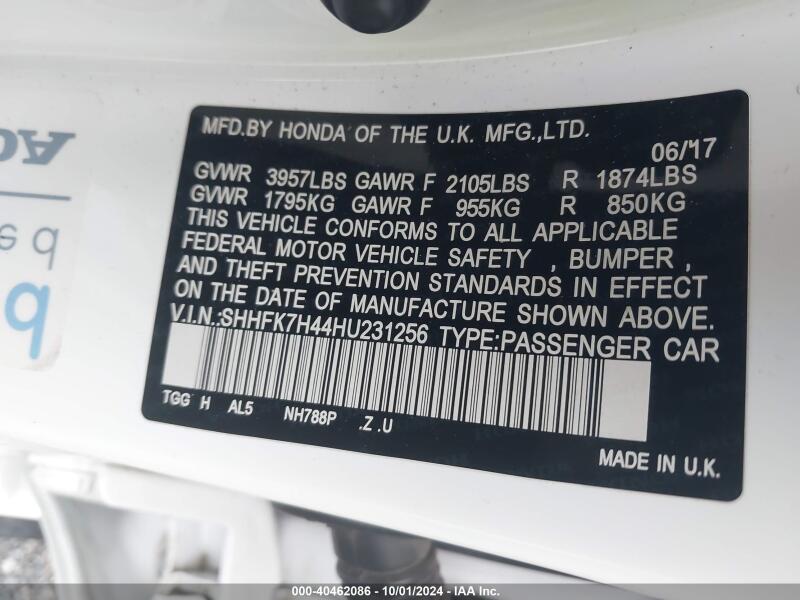 MFD.BY HONDA OF THE U.K. MFG.,LTD.
06/17
GVWR 3957LBS GAWR F 2105LBS R 1874LBS
GVWR 1795KG GAWR F 955KG R 850KG
THIS VEHICLE CONFORMS TO ALL APPLICABLE
FEDERAL MOTOR VEHICLE SAFETY , BUMPER ,
AND THEFT PREVENTION STANDARDS IN EFFECT
ON THE DATE OF MANUFACTURE SHOWN ABOVE.
V.I.N.:SHHFK7H44HU231256 TYPE:PASSENGER CAR
TGG H AL5 NH788P .Z .U
MADE IN U.K.
000-40462086 - 10/01/2024 - IAA Inc.